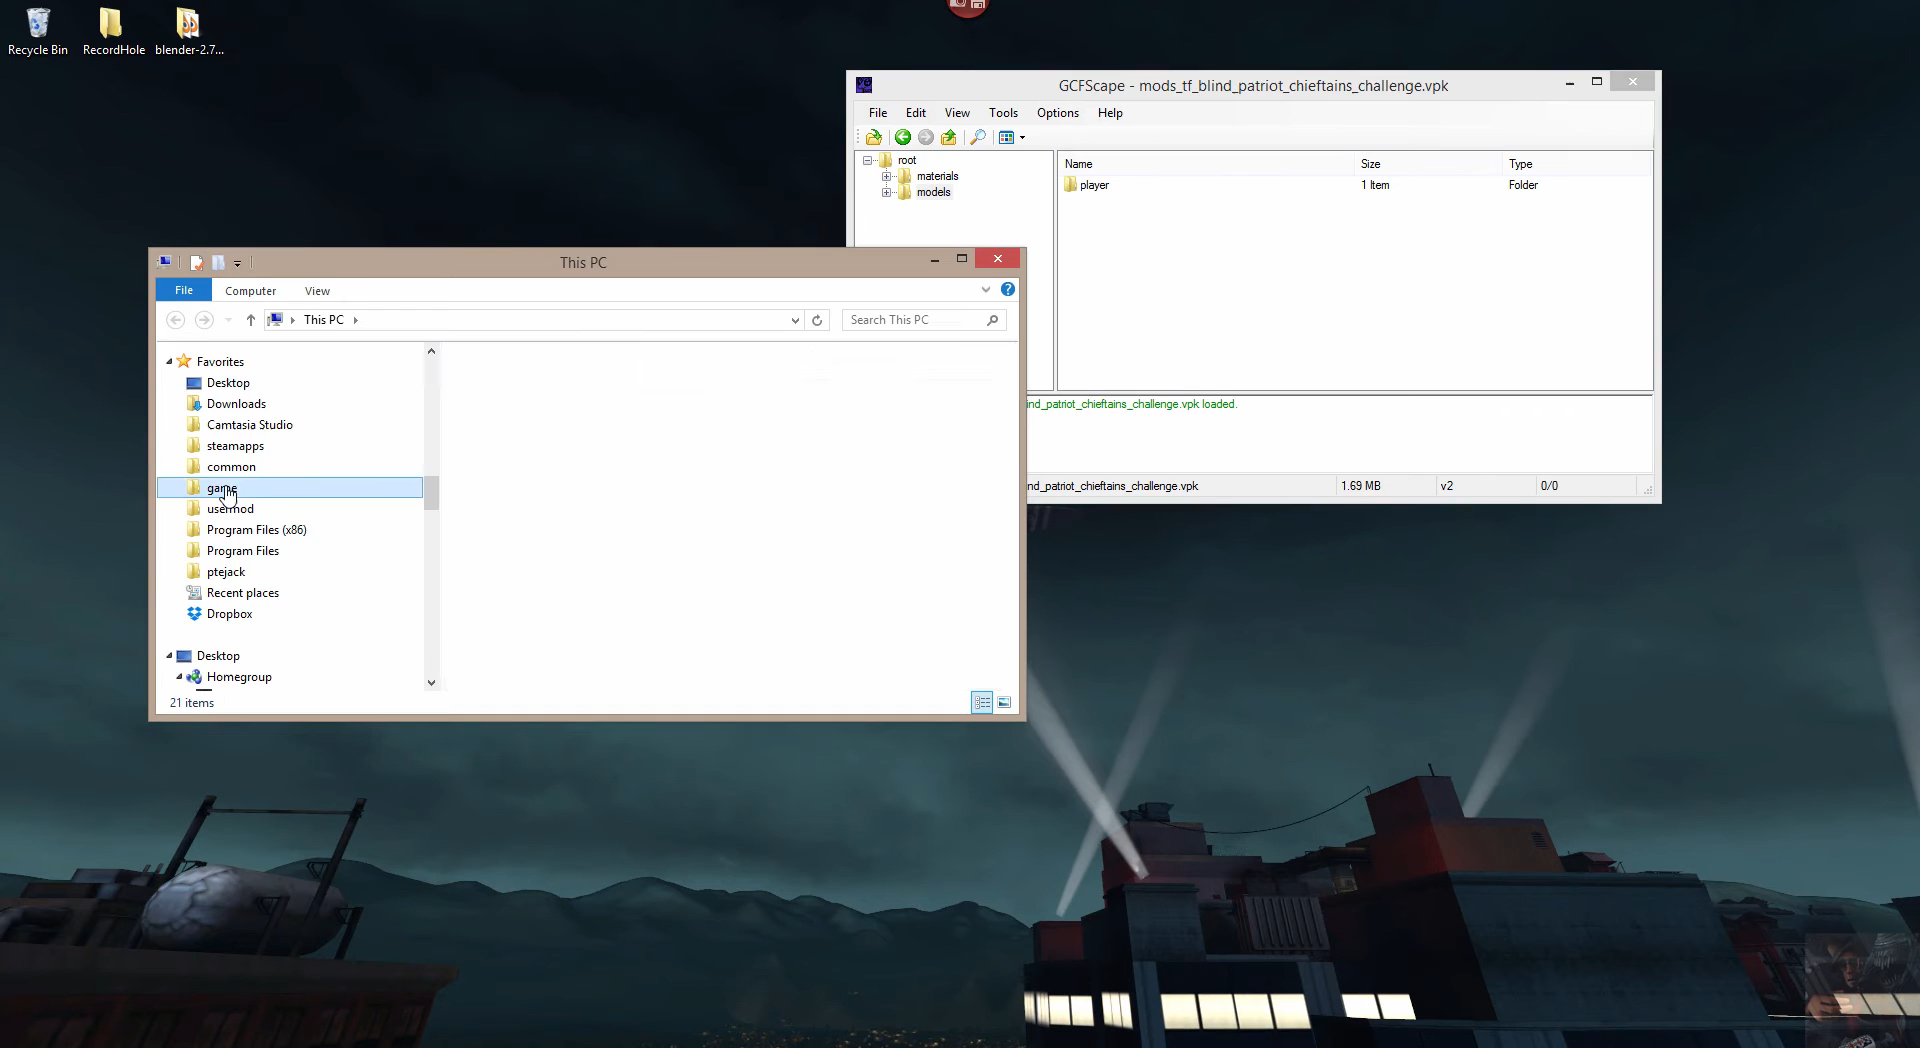 Recycle Bin
RecordHole
blender-2.7...
GCFScape - mods_tf_blind_patriot_chieftains_challenge.vpk
File Edit View Tools Options Help
root
materials
models
Name Size Type
player 1 Item Folder
ind_patriot_chieftains_challenge.vpk loaded.
nd_patriot_chieftains_challenge.vpk 1.69 MB v2 0/0
This PC
File Computer View
This PC
Search This PC
Favorites
Desktop
Downloads
Camtasia Studio
steamapps
common
game
usermod
Program Files (x86)
Program Files
ptejack
Recent places
Dropbox
Desktop
Homegroup
21 items